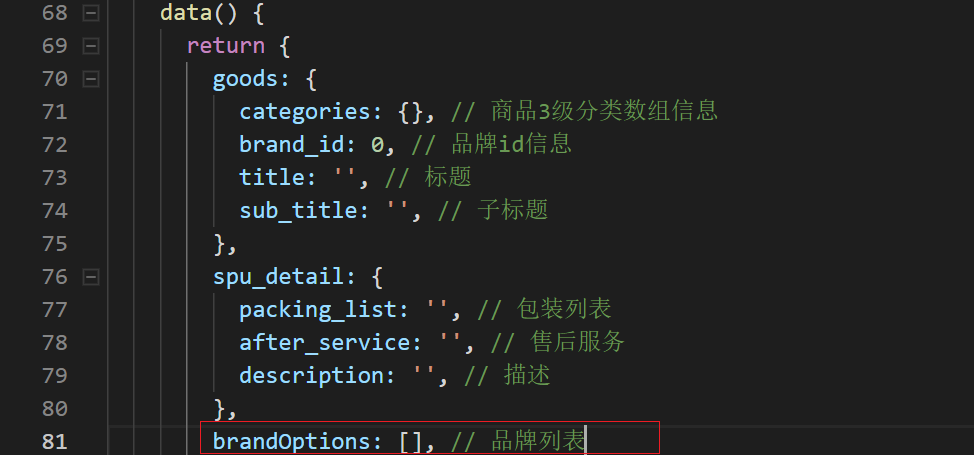 68 data() {
69 return {
70 goods: {
71 categories: {}, // 商品3级分类数组信息
72 brand_id: 0, // 品牌id信息
73 title: '', // 标题
74 sub_title: '', // 子标题
75 },
76 spu_detail: {
77 packing_list: '', // 包装列表
78 after_service: '', // 售后服务
79 description: '', // 描述
80 },
81 brandOptions: [], // 品牌列表